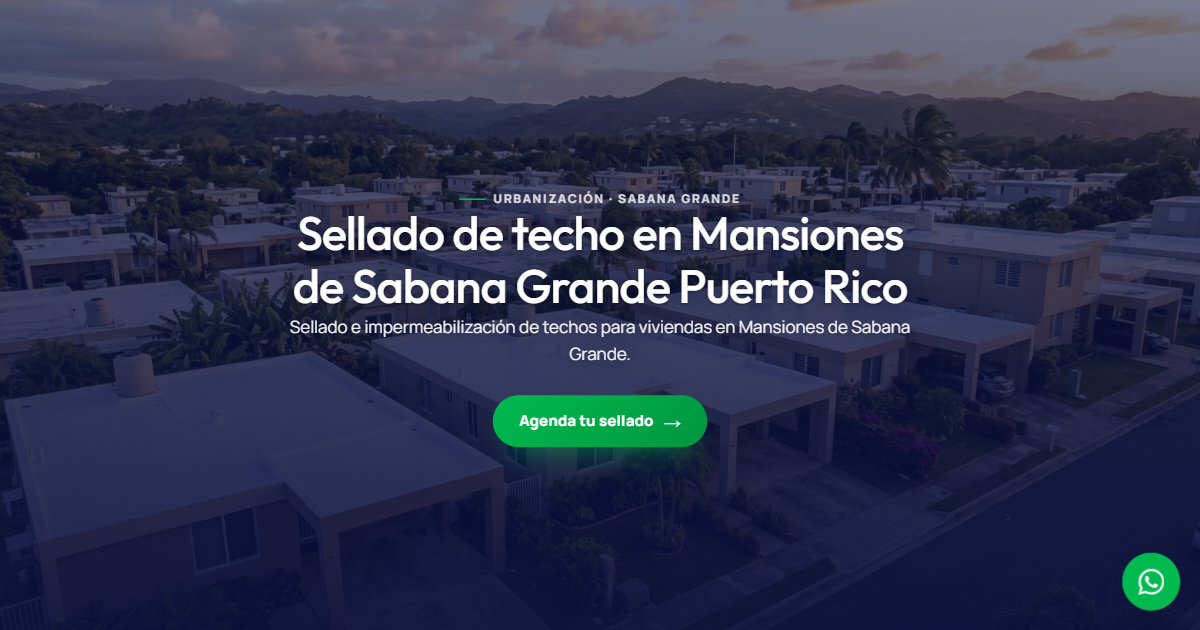 URBANIZACIÓN · SABANA GRANDE
Sellado de techo en Mansiones
de Sabana Grande Puerto Rico
Sellado e impermeabilización de techos para viviendas en Mansiones de Sabana
Grande.
Agenda tu sellado →